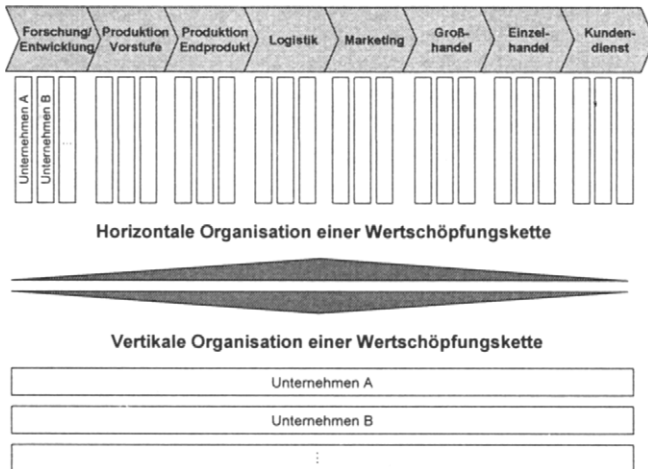 Forschung/
Entwicklung
Produktion
Vorstufe
Produktion
Endprodukt
Logistik
Marketing
Groß-
handel
Einzel-
handel
Kunden-
dienst
Unternehmen A
Unternehmen B
...
Horizontale Organisation einer Wertschöpfungskette
Vertikale Organisation einer Wertschöpfungskette
Unternehmen A
Unternehmen B
⋮